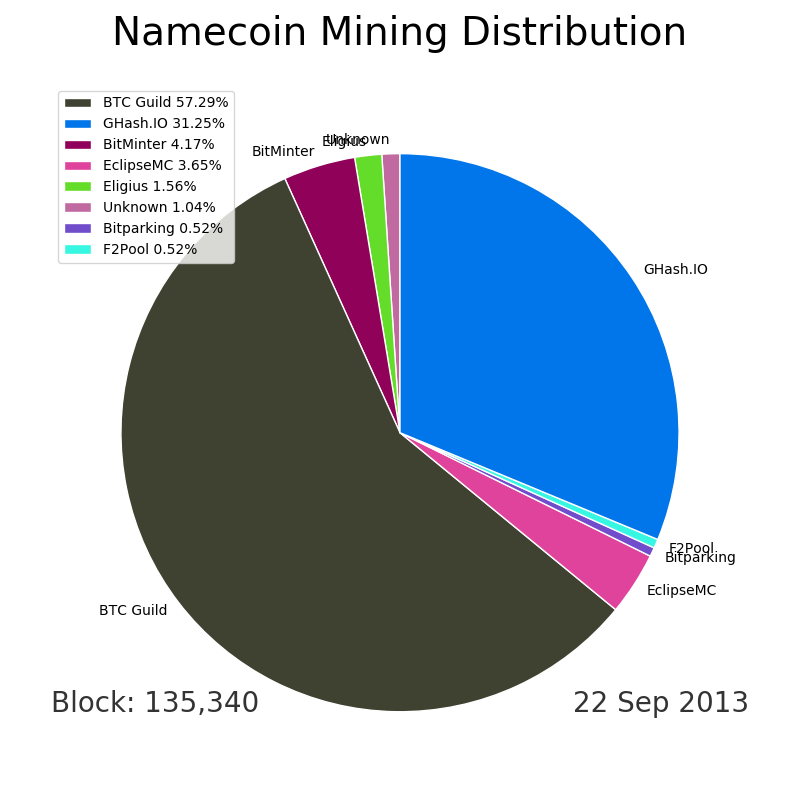 Namecoin Mining Distribution
BTC Guild 57.29%
GHash.IO 31.25%
BitMinter 4.17%
EclipseMC 3.65%
Eligius 1.56%
Unknown 1.04%
Bitparking 0.52%
F2Pool 0.52%
Unknown
Eligius
BitMinter
GHash.IO
F2Pool
Bitparking
EclipseMC
BTC Guild
Block: 135,340
22 Sep 2013